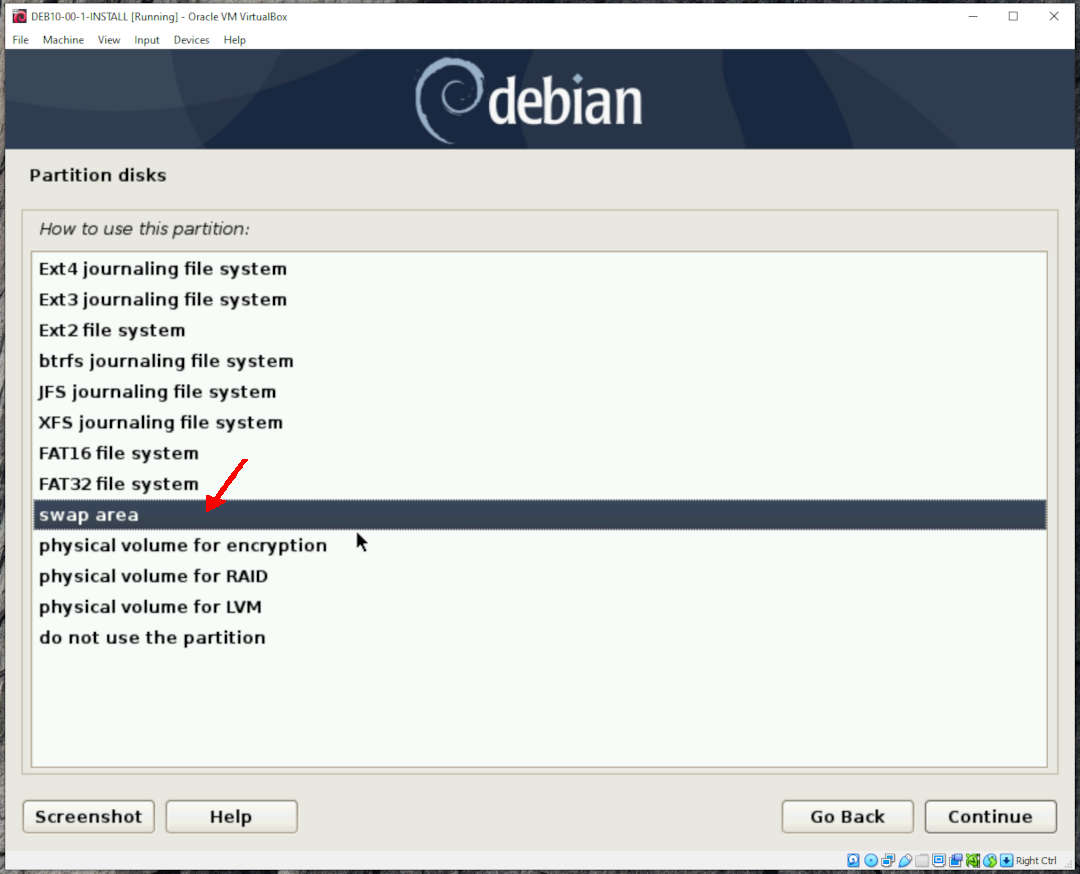 DEB10-00-1-INSTALL [Running] - Oracle VM VirtualBox
File Machine View Input Devices Help
debian
Partition disks
How to use this partition:
Ext4 journaling file system
Ext3 journaling file system
Ext2 file system
btrfs journaling file system
JFS journaling file system
XFS journaling file system
FAT16 file system
FAT32 file system
swap area
physical volume for encryption
physical volume for RAID
physical volume for LVM
do not use the partition
Screenshot Help Go Back Continue
Right Ctrl